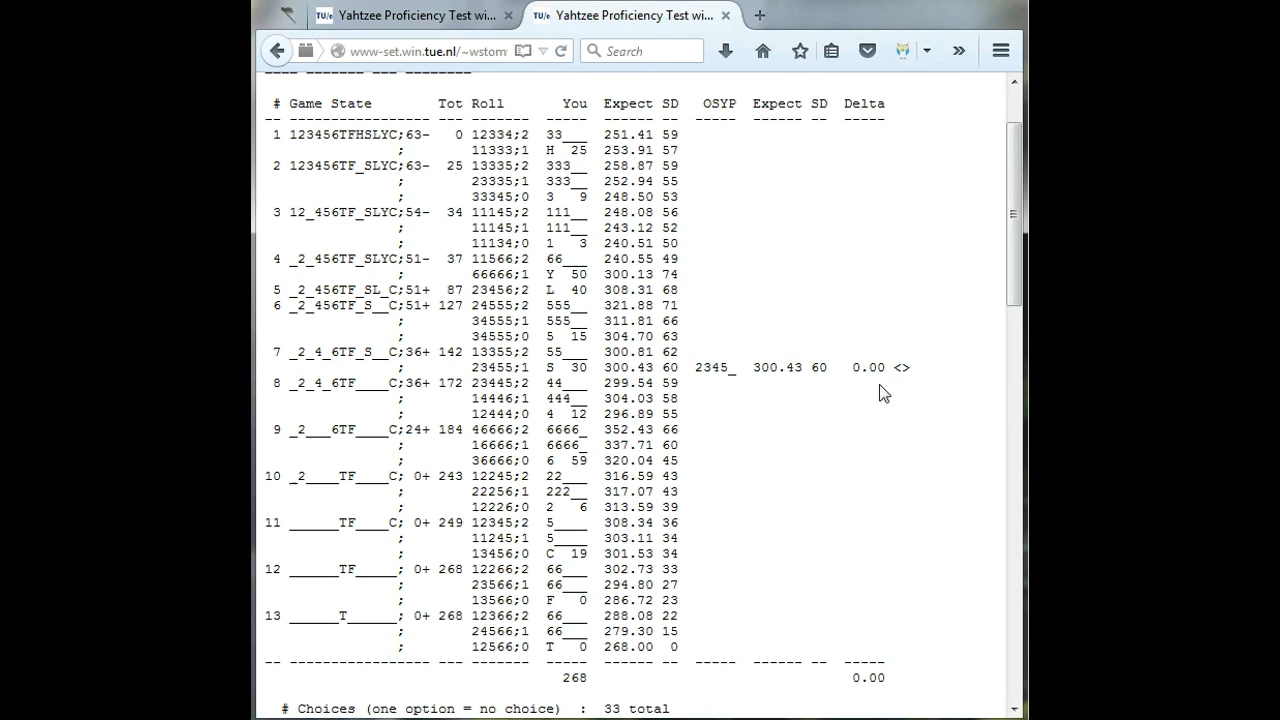 TU/e Yahtzee Proficiency Test wi... × TU/e Yahtzee Proficiency Test wi... × +
www-set.win.tue.nl/~wstom Search
# Game State Tot Roll You Expect SD OSYP Expect SD Delta
-- ----------------- --- ------- ----- ------ -- ----- ------ -- -----
1 123456TFHSLYC;63- 0 12334;2 33___ 251.41 59
; 11333;1 H 25 253.91 57
2 123456TF_SLYC;63- 25 13335;2 333__ 258.87 59
; 23335;1 333__ 252.94 55
; 33345;0 3 9 248.50 53
3 12_456TF_SLYC;54- 34 11145;2 111__ 248.08 56
; 11145;1 111__ 243.12 52
; 11134;0 1 3 240.51 50
4 _2_456TF_SLYC;51- 37 11566;2 66___ 240.55 49
; 66666;1 Y 50 300.13 74
5 _2_456TF_SL_C;51+ 87 23456;2 L 40 308.31 68
6 _2_456TF_S__C;51+ 127 24555;2 555__ 321.88 71
; 34555;1 555__ 311.81 66
; 34555;0 5 15 304.70 63
7 _2_4_6TF_S__C;36+ 142 13355;2 55___ 300.81 62
; 23455;1 S 30 300.43 60 2345_ 300.43 60 0.00 <>
8 _2_4_6TF____C;36+ 172 23445;2 44___ 299.54 59
; 14446;1 444__ 304.03 58
; 12444;0 4 12 296.89 55
9 _2___6TF____C;24+ 184 46666;2 6666_ 352.43 66
; 16666;1 6666_ 337.71 60
; 36666;0 6 59 320.04 45
10 _2____TF____C; 0+ 243 12245;2 22___ 316.59 43
; 22256;1 222__ 317.07 43
; 12226;0 2 6 313.59 39
11 ______TF____C; 0+ 249 12345;2 5____ 308.34 36
; 11245;1 5____ 303.11 34
; 13456;0 C 19 301.53 34
12 ______TF_____; 0+ 268 12266;2 66___ 302.73 33
; 23566;1 66___ 294.80 27
; 13566;0 F 0 286.72 23
13 ______T______; 0+ 268 12366;2 66___ 288.08 22
; 24566;1 66___ 279.30 15
; 12566;0 T 0 268.00 0
-- ----------------- --- ------- ----- ------ -- ----- ------ -- -----
268 0.00
# Choices (one option = no choice) : 33 total